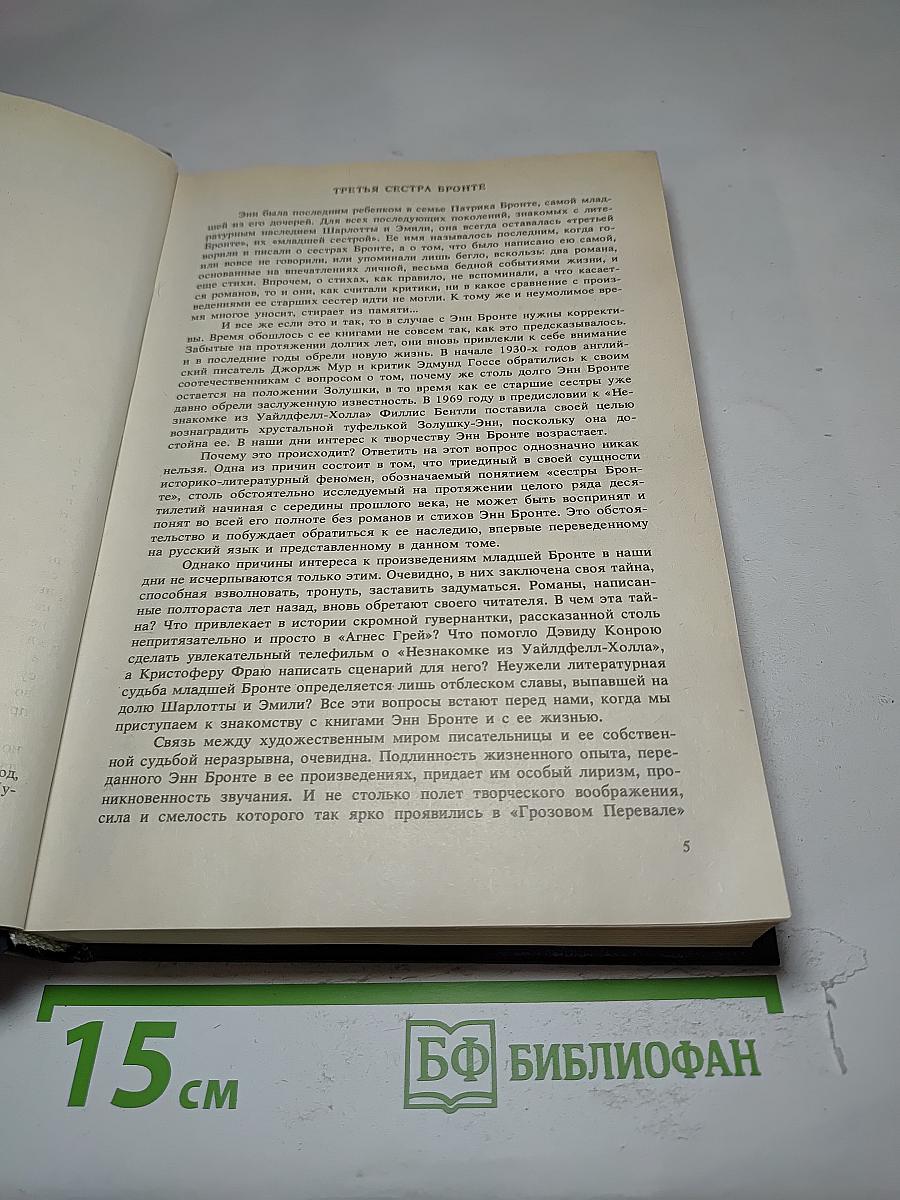 ТРЕТЬЯ СЕСТРА БРОНТЕ
Энн была последним ребенком в семье Патрика Бронте, самой млад-
шей из его дочерей. Для всех последующих поколений, знакомых с лите-
ратурным наследием Шарлотты и Эмили, она всегда оставалась «третьей
Бронте», их «младшей сестрой». Ее имя называлось последним, когда го-
ворили и писали о сестрах Бронте, а о том, что было написано ею самой,
или вовсе не говорили, или упоминали лишь бегло, вскользь: два романа,
основанные на впечатлениях личной, весьма бедной событиями жизни, и
еще стихи. Впрочем, о стихах, как правило, не вспоминали, а что касает-
ся романов, то и они, как считали критики, ни в какое сравнение с произ-
ведениями ее старших сестер идти не могли. К тому же и неумолимое вре-
мя многое уносит, стирает из памяти...
И все же если это и так, то в случае с Энн Бронте нужны корректи-
вы. Время обошлось с ее книгами не совсем так, как это предсказывалось.
Забытые на протяжении долгих лет, они вновь привлекли к себе внимание
и в последние годы обрели новую жизнь. В начале 1930-х годов англий-
ский писатель Джордж Мур и критик Эдмунд Госсе обратились к своим
соотечественникам с вопросом о том, почему же столь долго Энн Бронте
остается на положении Золушки, в то время как ее старшие сестры уже
давно обрели заслуженную известность. В 1969 году в предисловии к «Не-
знакомке из Уайлдфелл-Холла» Филлис Бентли поставила своей целью
вознаградить хрустальной туфелькой Золушку-Энн, поскольку она до-
стойна ее. В наши дни интерес к творчеству Энн Бронте возрастает.
Почему это происходит? Ответить на этот вопрос однозначно никак
нельзя. Одна из причин состоит в том, что триединый в своей сущности
историко-литературный феномен, обозначаемый понятием «сестры Брон-
те», столь обстоятельно исследуемый на протяжении целого ряда деся-
тилетий начиная с середины прошлого века, не может быть воспринят и
понят во всей его полноте без романов и стихов Энн Бронте. Это обстоя-
тельство и побуждает обратиться к ее наследию, впервые переведенному
на русский язык и представленному в данном томе.
Однако причины интереса к произведениям младшей Бронте в наши
дни не исчерпываются только этим. Очевидно, в них заключена своя тайна,
способная взволновать, тронуть, заставить задуматься. Романы, написан-
ные полтораста лет назад, вновь обретают своего читателя. В чем эта тай-
на? Что привлекает в истории скромной гувернантки, рассказанной столь
непритязательно и просто в «Агнес Грей»? Что помогло Дэвиду Конрою
сделать увлекательный телефильм о «Незнакомке из Уайлдфелл-Холла»,
а Кристоферу Фраю написать сценарий для него? Неужели литературная
судьба младшей Бронте определяется лишь отблеском славы, выпавшей на
долю Шарлотты и Эмили? Все эти вопросы встают перед нами, когда мы
приступаем к знакомству с книгами Энн Бронте и с ее жизнью.
Связь между художественным миром писательницы и ее собствен-
ной судьбой неразрывна, очевидна. Подлинность жизненного опыта, пере-
данного Энн Бронте в ее произведениях, придает им особый лиризм, про-
никновенность звучания. И не столько полет творческого воображения,
сила и смелость которого так ярко проявились в «Грозовом Перевале»
5
15 см
БФ БИБЛИОФАН